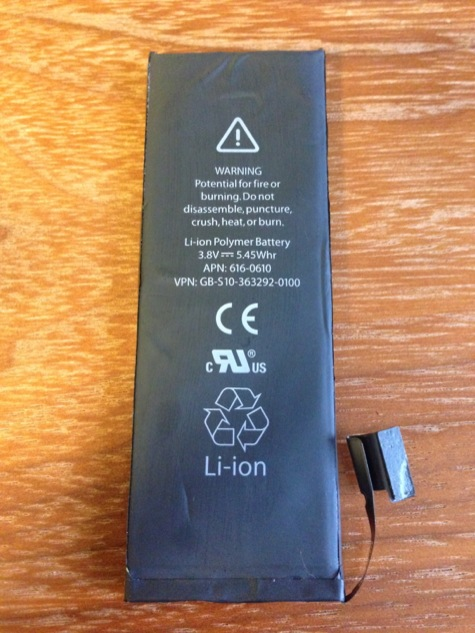 WARNING
Potential for fire or
burning. Do not
disassemble, puncture,
crush, heat, or burn.
Li-ion Polymer Battery
3.8V⎓ 5.45Whr
APN: 616-0610
VPN: GB-S10-363292-0100
CE
c RU® US
Li-ion